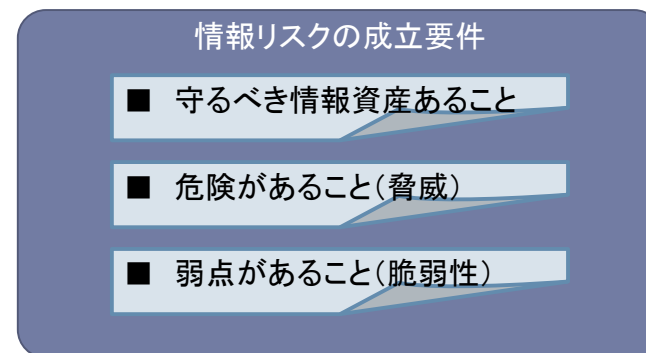 情報リスクの成立要件
■ 守るべき情報資産あること
■ 危険があること(脅威)
■ 弱点があること(脆弱性)